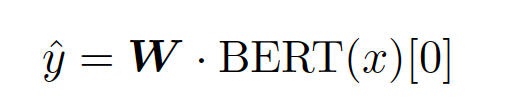 ŷ = W · BERT(x)[0]